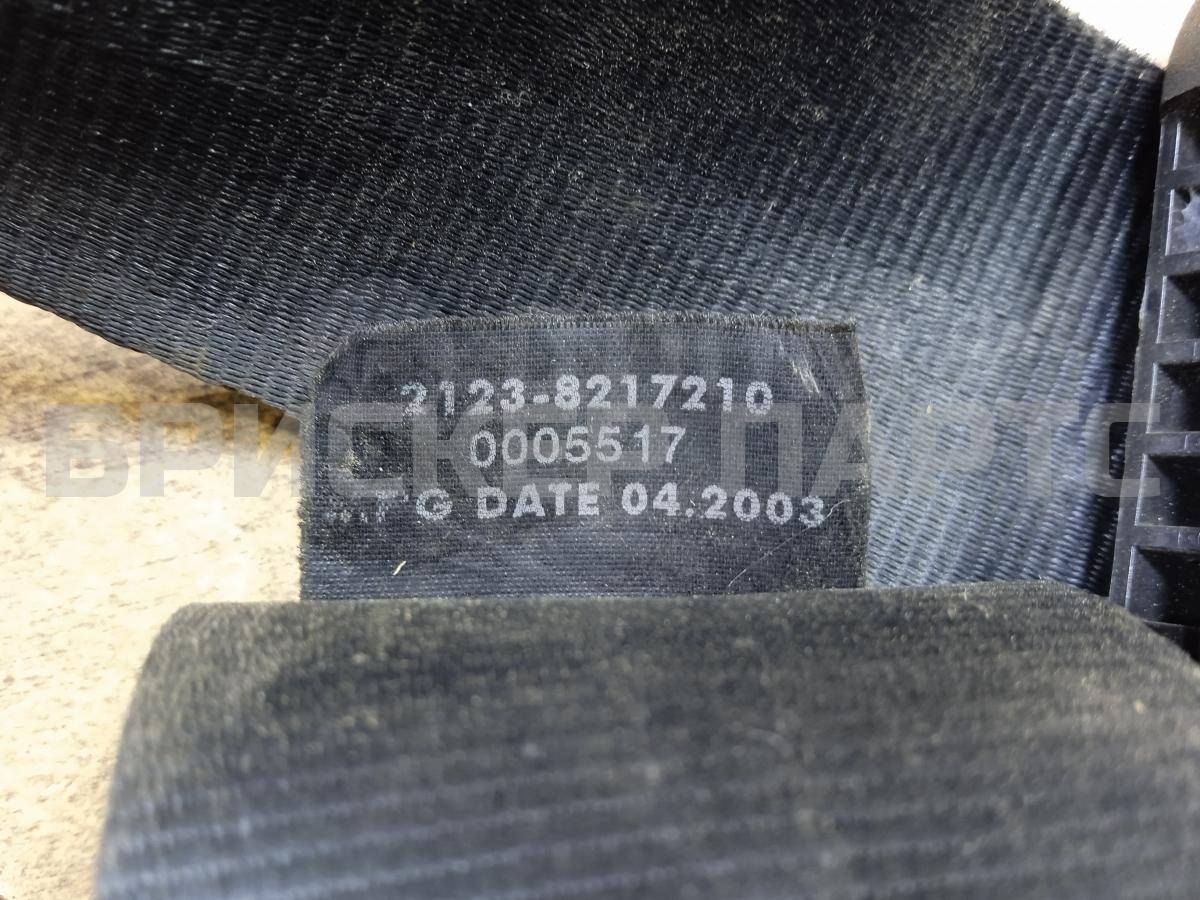 2123-8217210
0005517
DATE 04.2003
БРИСКЕР ПАРТС